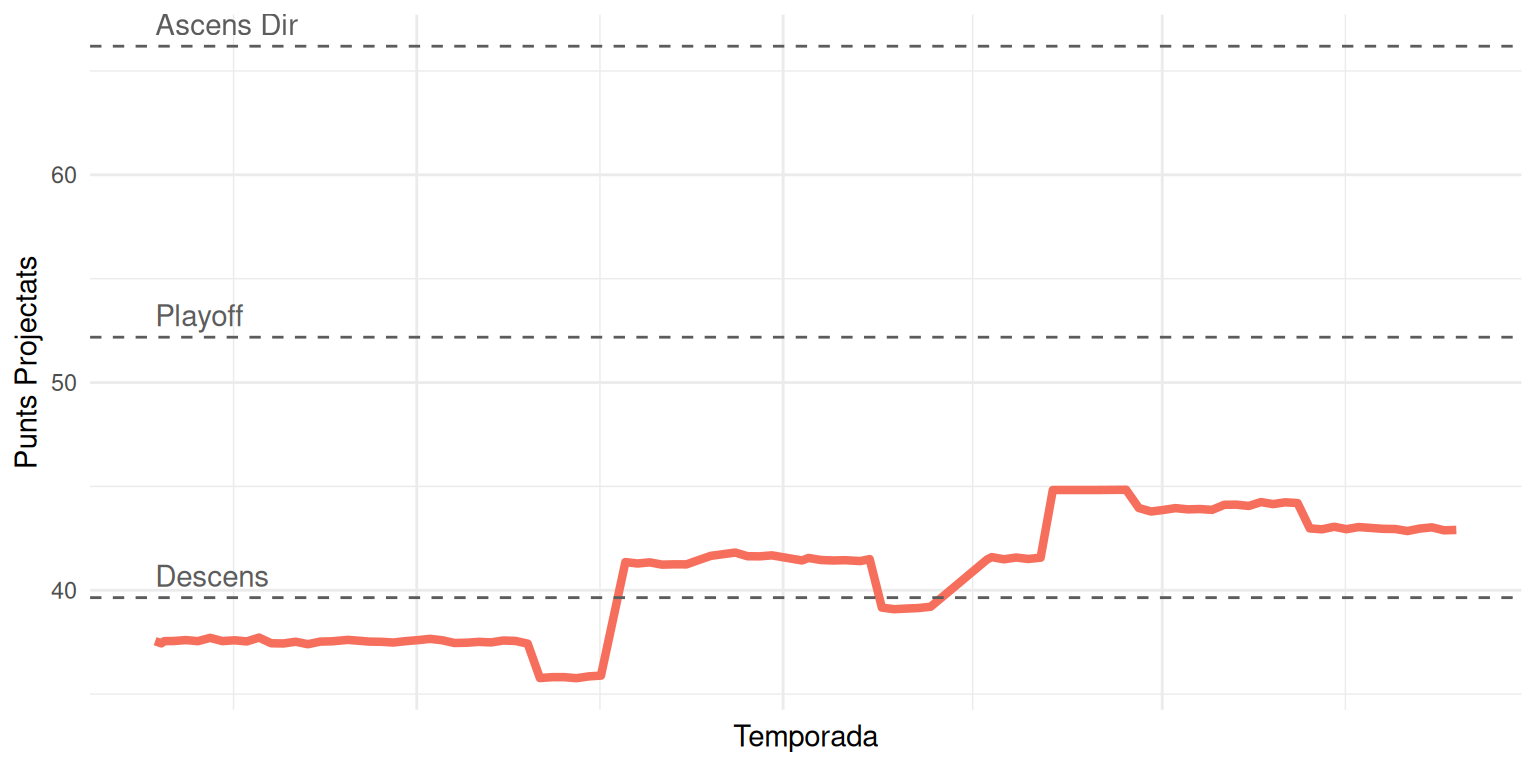 Ascens Dir
60
Playoff
50
Descens
40
Punts Projectats
Temporada